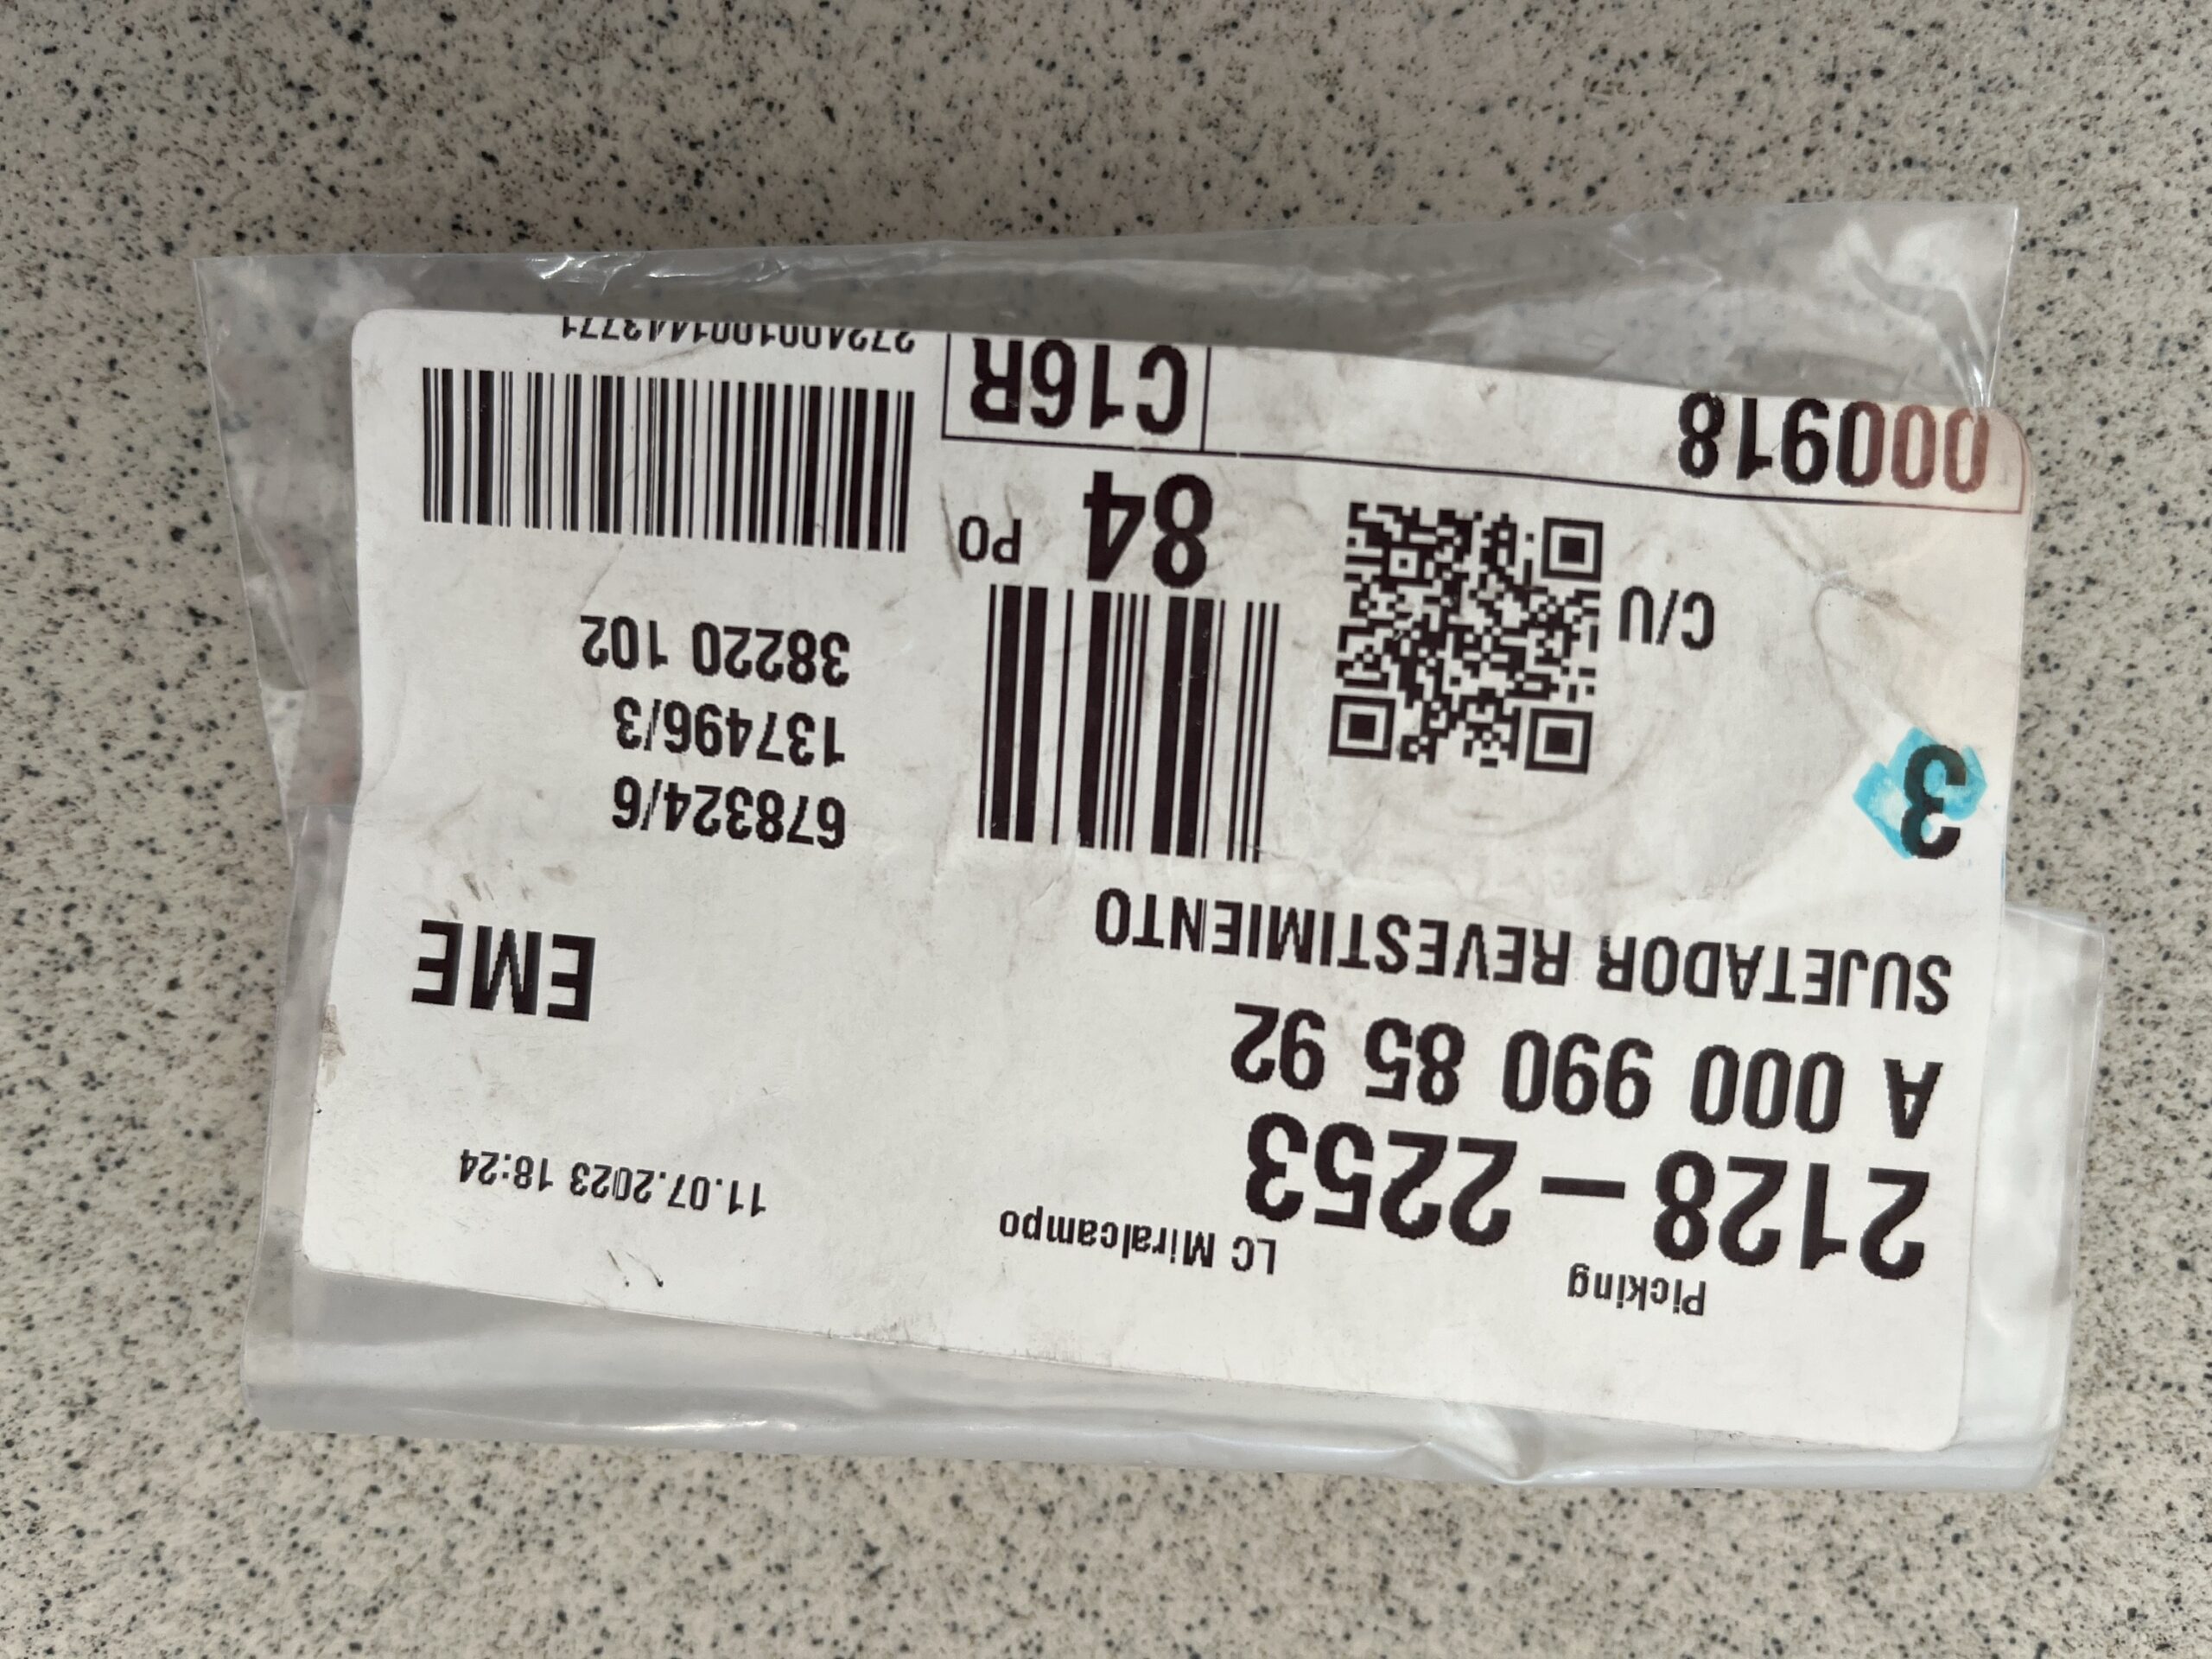 Picking
LC Miralcampo
11.07.2023 18:24
2128 – 2253
A 000 990 85 92
EME
SUJETADOR REVESTIMIENTO
3
C/U
84
PO
678324/6
137496/3
38220 102
000918
C16R
2724001001443771